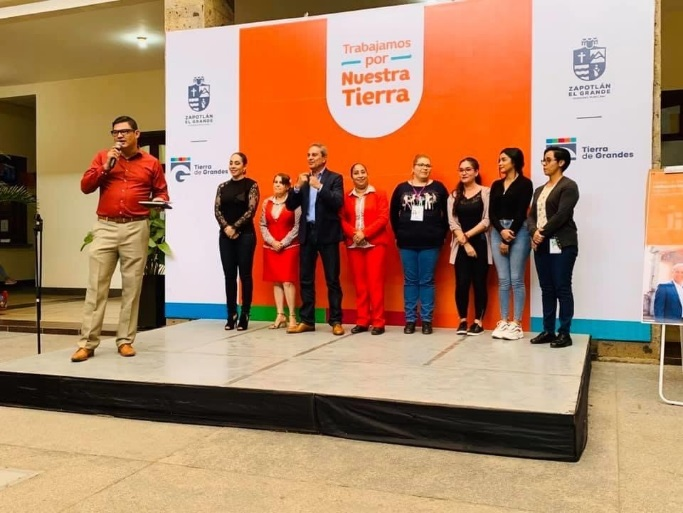 Trabajamos
por
Nuestra
Tierra
ZAPOTLÁN
EL GRANDE
Tierra
de Grandes
ZAPOTLÁN
EL GRANDE
Tierra
de Grandes